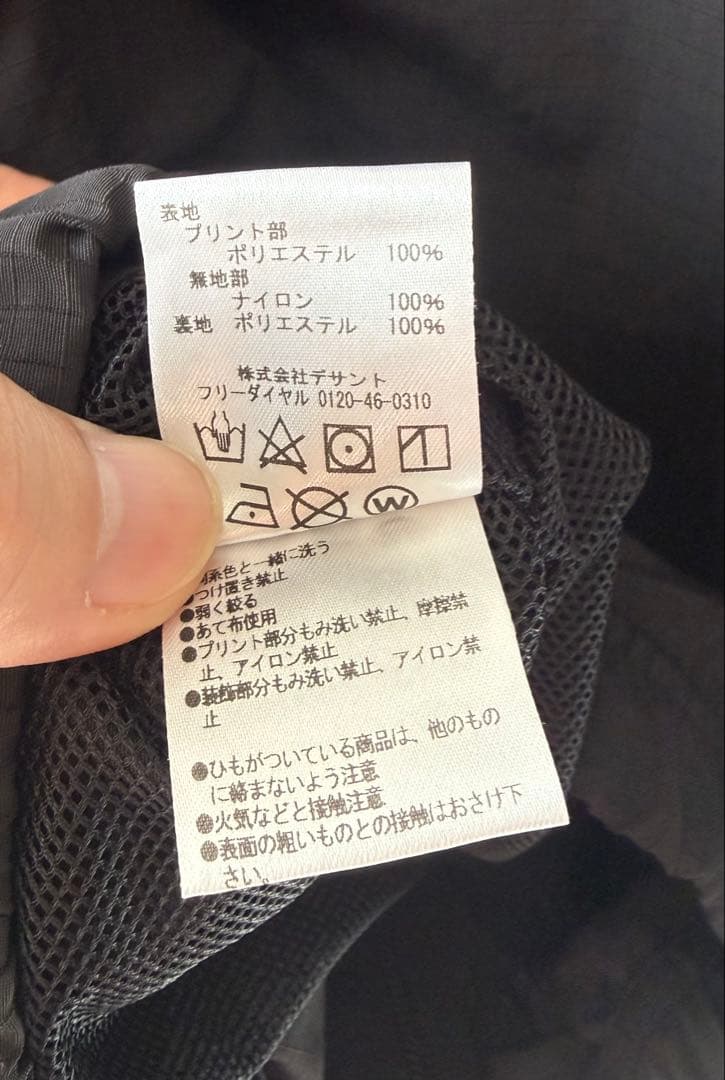 表地
プリント部
ポリエステル 100%
無地部
ナイロン 100%
裏地 ポリエステル 100%
株式会社デサント
フリーダイヤル 0120-46-0310
W
系色と一緒に洗う
●つけ置き禁止
●弱く絞る
●あて布使用
●プリント部分もみ洗い禁止、摩擦禁
止、アイロン禁止
●装飾部分もみ洗い禁止、アイロン禁
止
●ひもがついている商品は、他のもの
に絡まないよう注意
●火気などと接触注意
●表面の粗いものとの接触はおさけ下
さい。